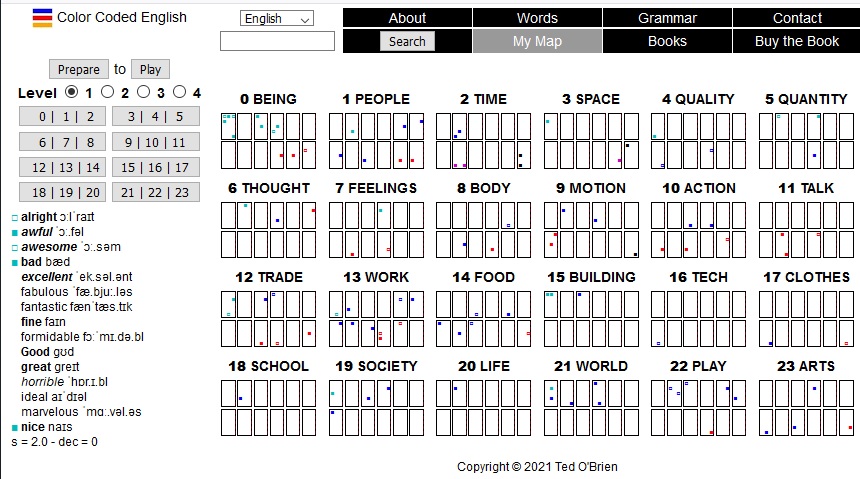 Color Coded English
English
About
Words
Grammar
Contact
Search
My Map
Books
Buy the Book
Prepare to Play
Level 1 2 3 4
0 | 1 | 2
3 | 4 | 5
6 | 7 | 8
9 | 10 | 11
12 | 13 | 14
15 | 16 | 17
18 | 19 | 20
21 | 22 | 23
alright ɔːlˈraɪt
awful ˈɔː.fəl
awesome ˈɔː.səm
bad bæd
excellent ˈek.səl.ənt
fabulous ˈfæ.bjuː.ləs
fantastic fænˈtæs.tɪk
fine faɪn
formidable fɔːˈmɪ.də.bl
Good gʊd
great greɪt
horrible ˈhɒr.ɪ.bl
ideal aɪˈdɪəl
marvelous ˈmɑː.vəl.əs
nice naɪs
s = 2.0 - dec = 0
0 BEING
1 PEOPLE
2 TIME
3 SPACE
4 QUALITY
5 QUANTITY
6 THOUGHT
7 FEELINGS
8 BODY
9 MOTION
10 ACTION
11 TALK
12 TRADE
13 WORK
14 FOOD
15 BUILDING
16 TECH
17 CLOTHES
18 SCHOOL
19 SOCIETY
20 LIFE
21 WORLD
22 PLAY
23 ARTS
Copyright © 2021 Ted O'Brien